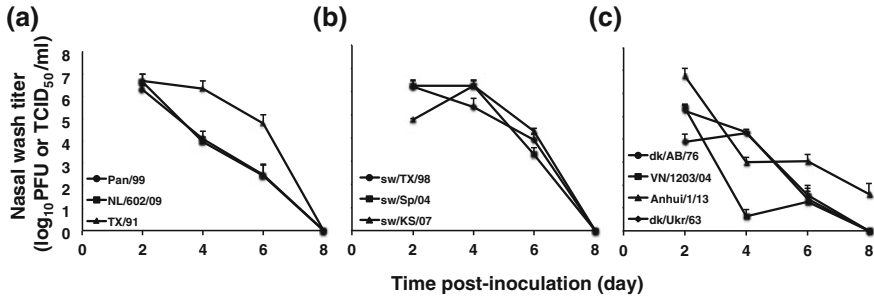 (a)
(b)
(c)
Nasal wash titer
(log10 PFU or TCID50/ml)
8
7
6
5
4
3
2
1
0
Pan/99
NL/602/09
TX/91
0 2 4 6 8
sw/TX/98
sw/Sp/04
sw/KS/07
0 2 4 6 8
dk/AB/76
VN/1203/04
Anhui/1/13
dk/Ukr/63
0 2 4 6 8
Time post-inoculation (day)